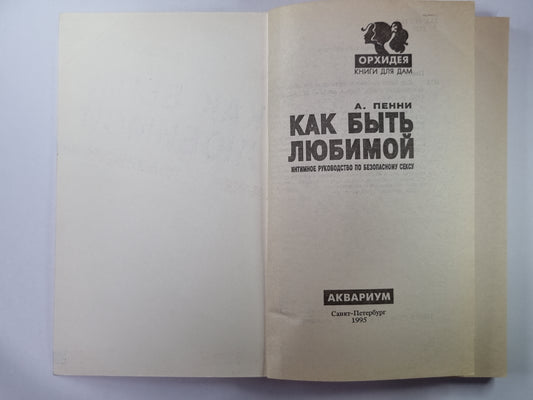 ОРХИДЕЯ
КНИГИ ДЛЯ ДАМ
А. ПЕННИ
КАК БЫТЬ
ЛЮБИМОЙ
ИНТИМНОЕ РУКОВОДСТВО ПО БЕЗОПАСНОМУ СЕКСУ
АКВАРИУМ
Санкт-Петербург
1995